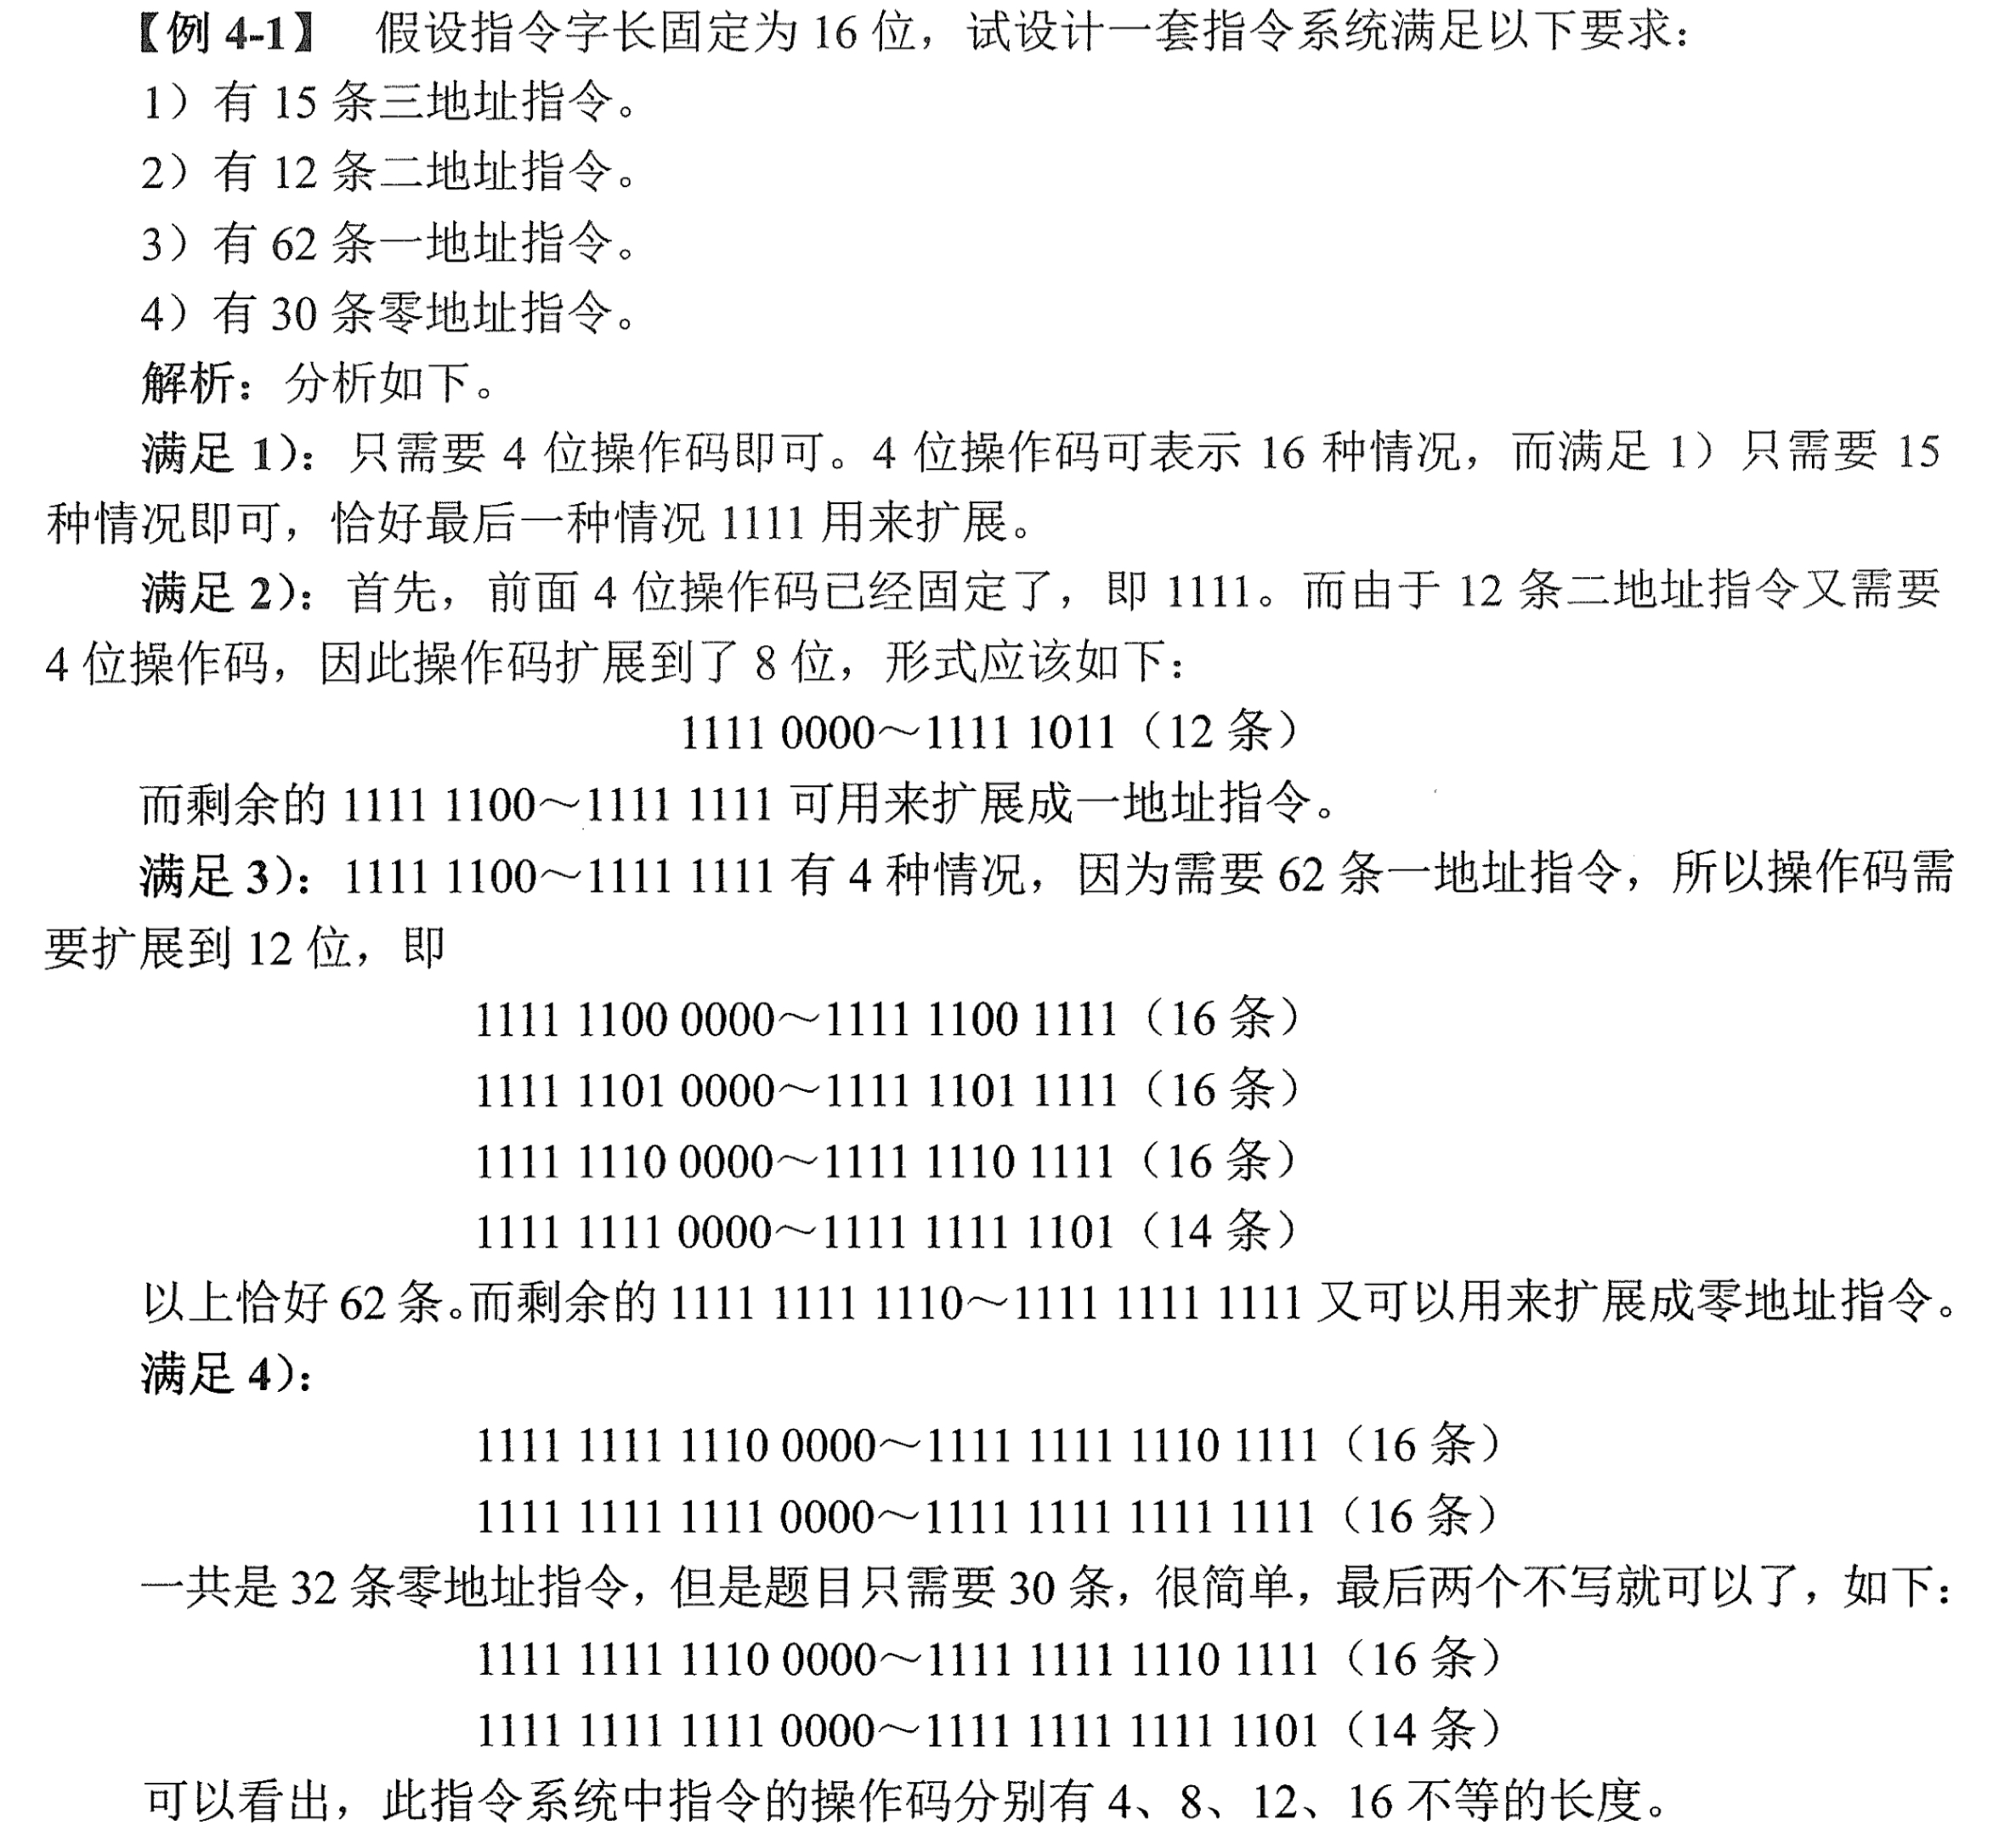 【例 4-1】 假设指令字长固定为 16 位，试设计一套指令系统满足以下要求：
1）有 15 条三地址指令。
2）有 12 条二地址指令。
3）有 62 条一地址指令。
4）有 30 条零地址指令。
解析：分析如下。
满足 1）：只需要 4 位操作码即可。4 位操作码可表示 16 种情况，而满足 1）只需要 15
种情况即可，恰好最后一种情况 1111 用来扩展。
满足 2）：首先，前面 4 位操作码已经固定了，即 1111。而由于 12 条二地址指令又需要
4 位操作码，因此操作码扩展到了 8 位，形式应该如下：
1111 0000～1111 1011（12 条）
而剩余的 1111 1100～1111 1111 可用来扩展成一地址指令。
满足 3）：1111 1100～1111 1111 有 4 种情况，因为需要 62 条一地址指令，所以操作码需
要扩展到 12 位，即
1111 1100 0000～1111 1100 1111（16 条）
1111 1101 0000～1111 1101 1111（16 条）
1111 1110 0000～1111 1110 1111（16 条）
1111 1111 0000～1111 1111 1101（14 条）
以上恰好 62 条。而剩余的 1111 1111 1110～1111 1111 1111 又可以用来扩展成零地址指令。
满足 4）：
1111 1111 1110 0000～1111 1111 1110 1111（16 条）
1111 1111 1111 0000～1111 1111 1111 1111（16 条）
一共是 32 条零地址指令，但是题目只需要 30 条，很简单，最后两个不写就可以了，如下：
1111 1111 1110 0000～1111 1111 1110 1111（16 条）
1111 1111 1111 0000～1111 1111 1111 1101（14 条）
可以看出，此指令系统中指令的操作码分别有 4、8、12、16 不等的长度。